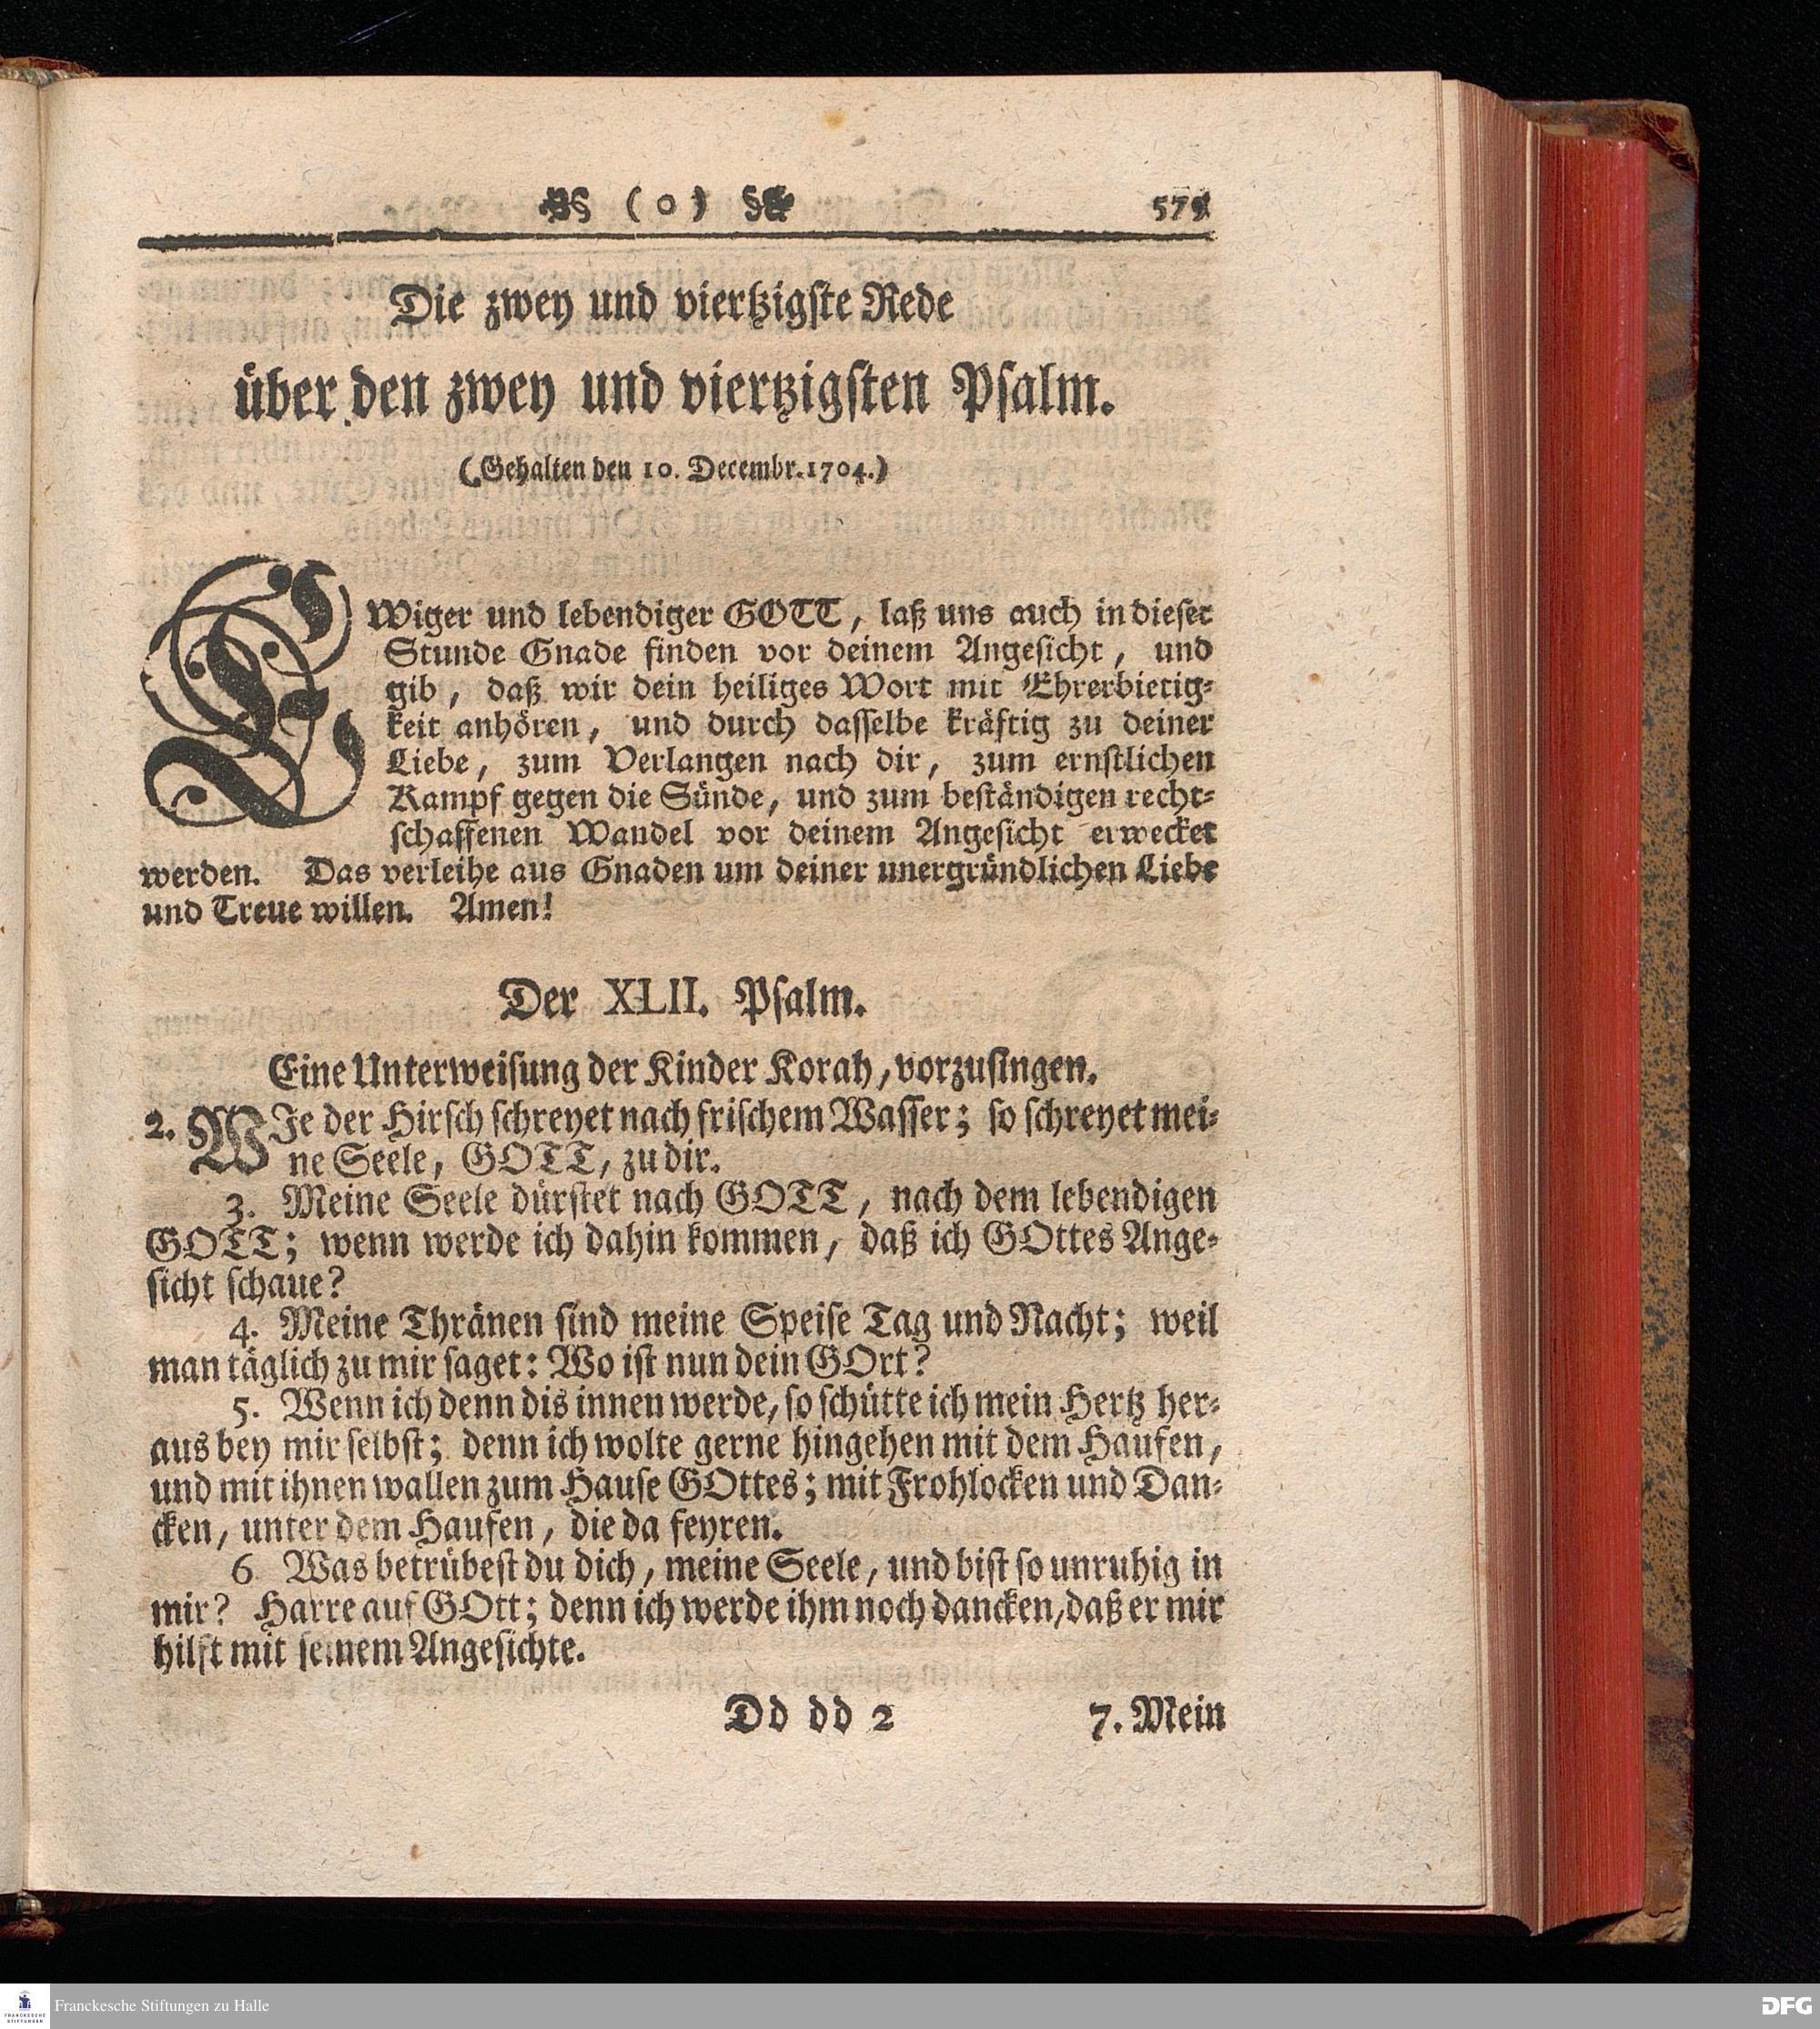 ( o ) 579
Die zwey und viertzigste Rede
über den zwey und viertzigsten Psalm.
(Gehalten den 10. Decembr. 1704.)
EWiger und lebendiger GOTT, laß uns auch in dieser
Stunde Gnade finden vor deinem Angesicht, und
gib, daß wir dein heiliges Wort mit Ehrerbietig-
keit anhören, und durch dasselbe kräftig zu deiner
Liebe, zum Verlangen nach dir, zum ernstlichen
Kampf gegen die Sünde, und zum beständigen recht-
schaffenen Wandel vor deinem Angesicht erwecket
werden. Das verleihe aus Gnaden um deiner unergründlichen Liebe
und Treue willen. Amen!
Der XLII. Psalm.
Eine Unterweisung der Kinder Korah, vorzusingen.
2. WJe der Hirsch schreyet nach frischem Wasser; so schreyet mei-
ne Seele, GOTT, zu dir.
3. Meine Seele dürstet nach GOTT, nach dem lebendigen
GOTT; wenn werde ich dahin kommen, daß ich GOttes Ange-
sicht schaue?
4. Meine Thränen sind meine Speise Tag und Nacht; weil
man täglich zu mir saget: Wo ist nun dein GOtt?
5. Wenn ich denn dis innen werde, so schütte ich mein Hertz her-
aus bey mir selbst; denn ich wolte gerne hingehen mit dem Haufen,
und mit ihnen wallen zum Hause GOttes; mit Frohlocken und Dan-
cken, unter dem Haufen, die da feyren.
6 Was betrübest du dich, meine Seele, und bist so unruhig in
mir? Harre auf GOtt; denn ich werde ihm noch dancken, daß er mir
hilft mit seinem Angesichte.
Dd dd 2 7. Mein
Franckesche Stiftungen zu Halle
DFG